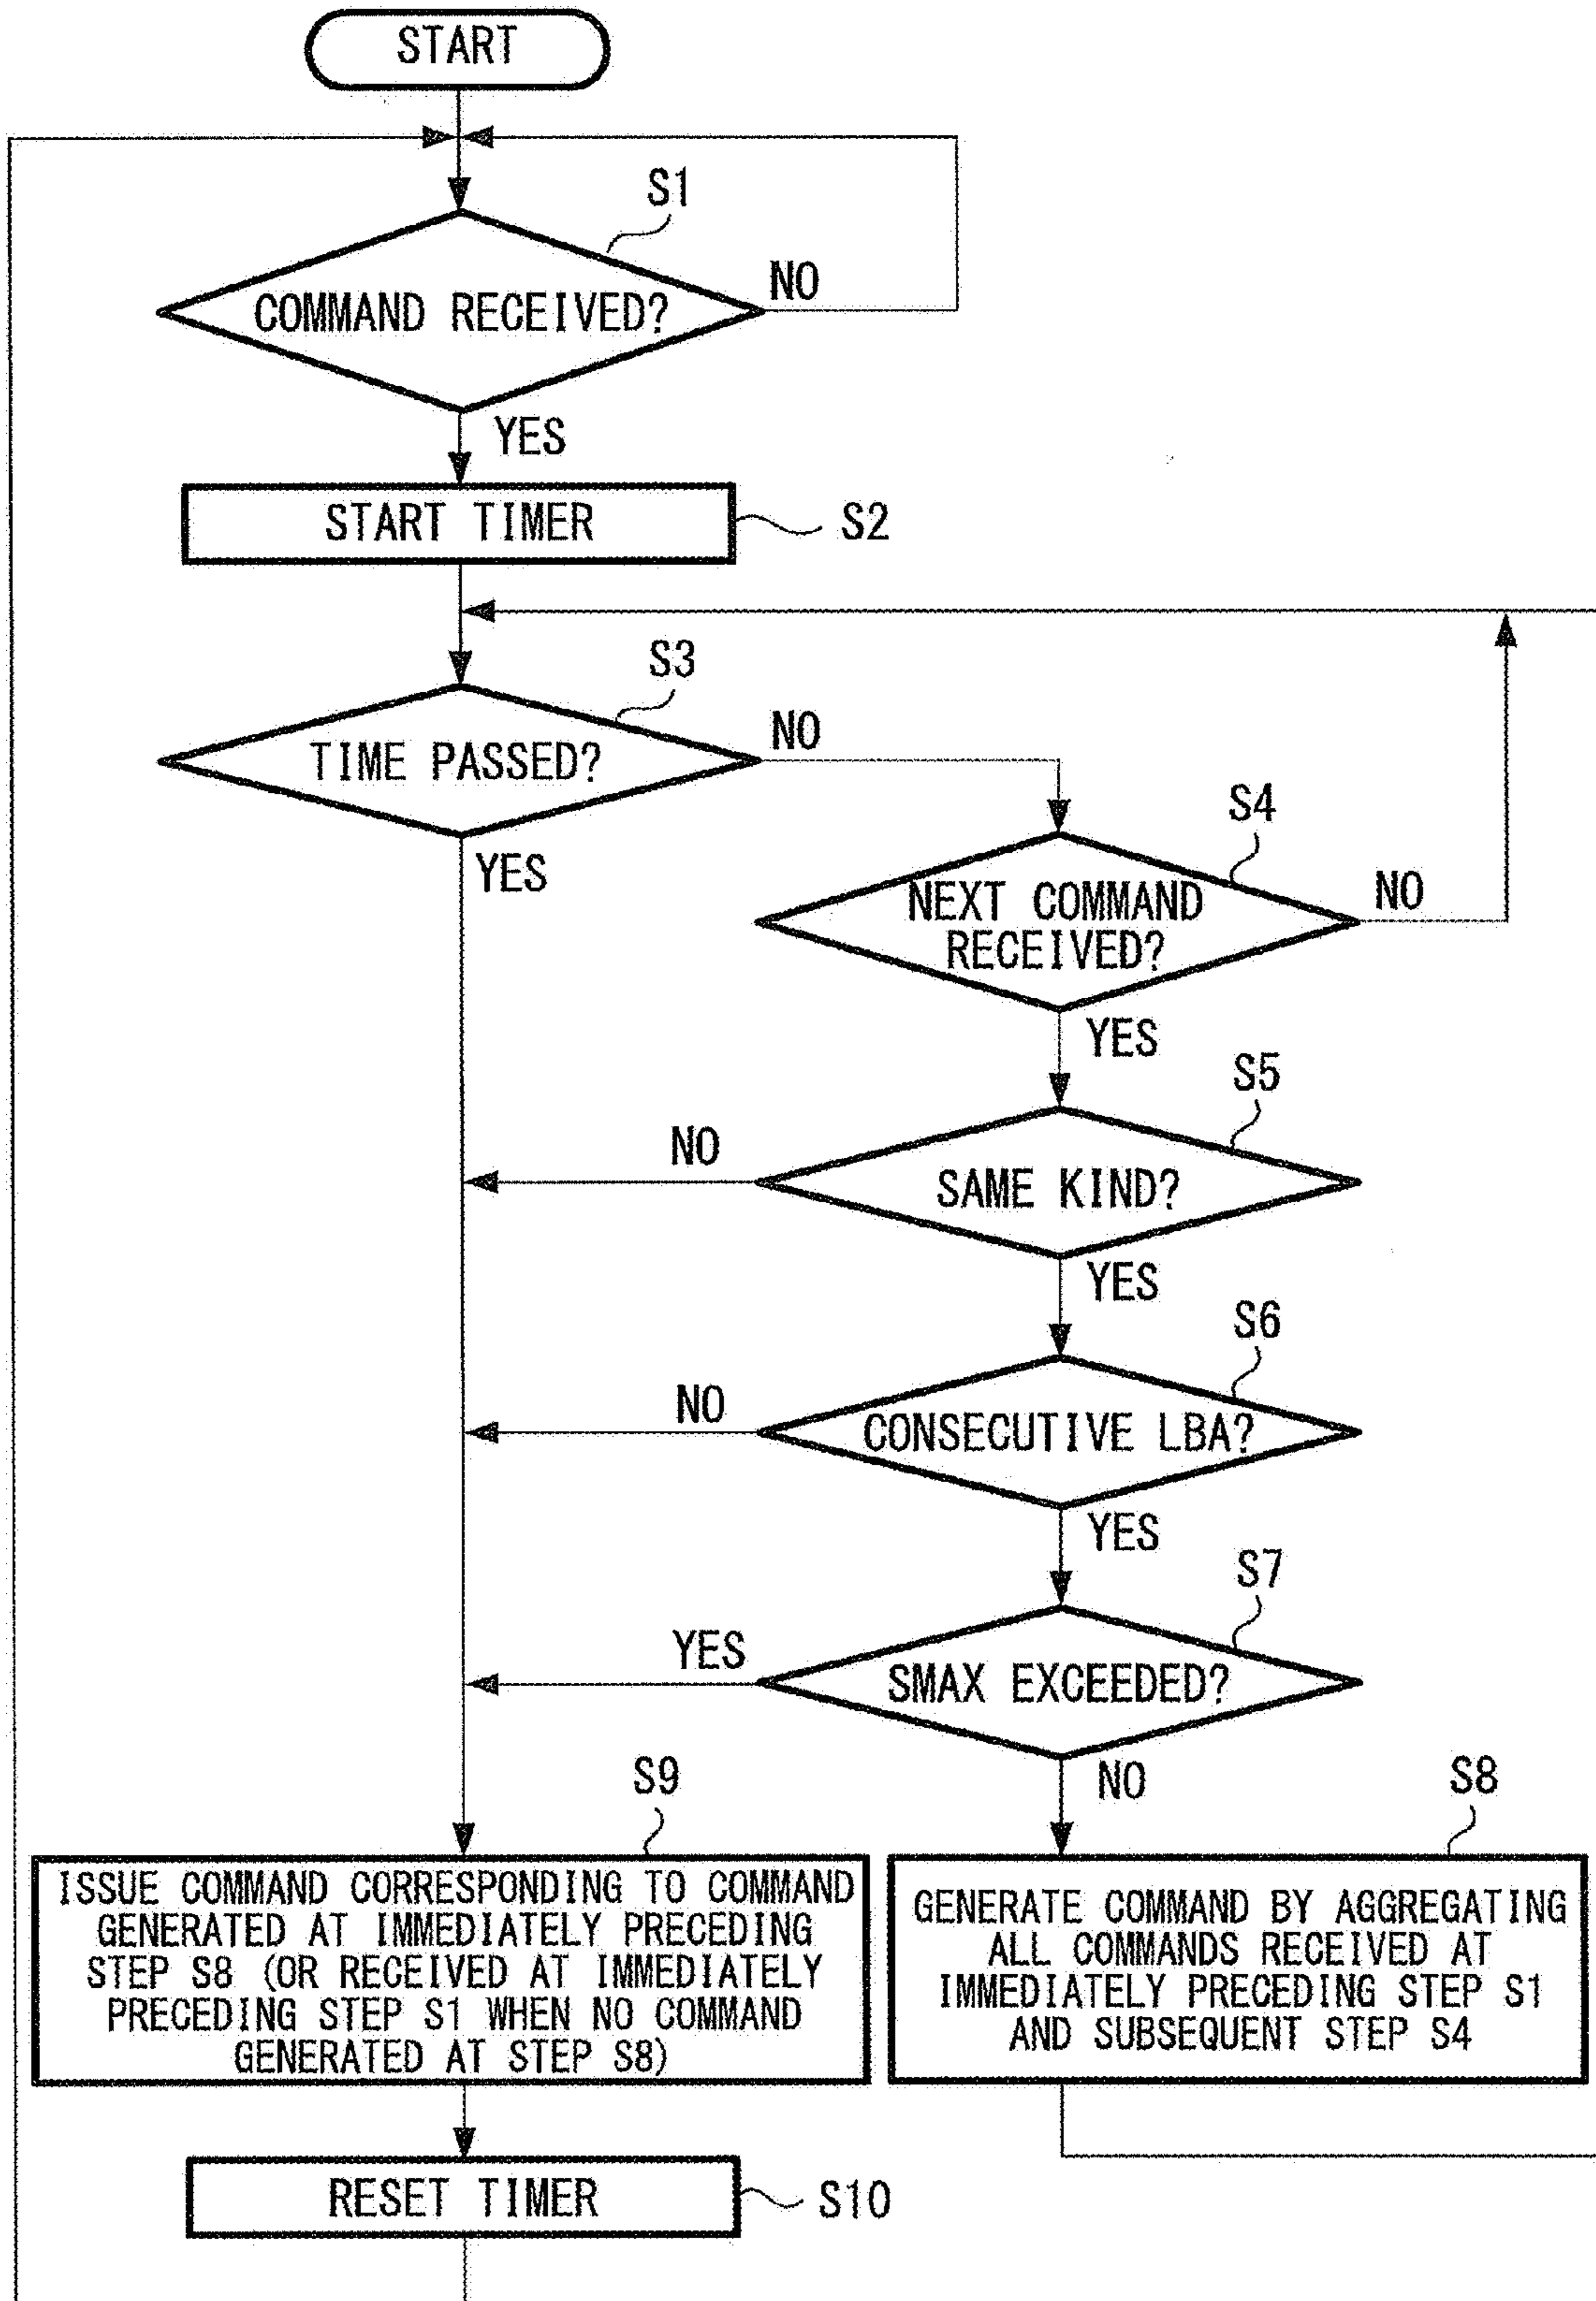 START
S1
COMMAND RECEIVED?
NO
YES
START TIMER
S2
S3
TIME PASSED?
NO
YES
S4
NEXT COMMAND
RECEIVED?
NO
YES
S5
SAME KIND?
NO
YES
S6
CONSECUTIVE LBA?
NO
YES
S7
SMAX EXCEEDED?
YES
NO
S9
ISSUE COMMAND CORRESPONDING TO COMMAND
GENERATED AT IMMEDIATELY PRECEDING
STEP S8 (OR RECEIVED AT IMMEDIATELY
PRECEDING STEP S1 WHEN NO COMMAND
GENERATED AT STEP S8)
S8
GENERATE COMMAND BY AGGREGATING
ALL COMMANDS RECEIVED AT
IMMEDIATELY PRECEDING STEP S1
AND SUBSEQUENT STEP S4
RESET TIMER
S10